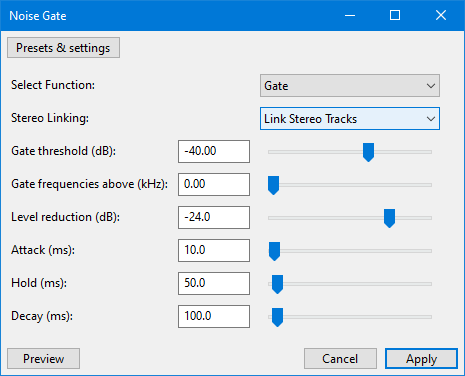 Noise Gate
Presets & settings
Select Function: Gate
Stereo Linking: Link Stereo Tracks
Gate threshold (dB): -40.00
Gate frequencies above (kHz): 0.00
Level reduction (dB): -24.0
Attack (ms): 10.0
Hold (ms): 50.0
Decay (ms): 100.0
Preview Cancel Apply